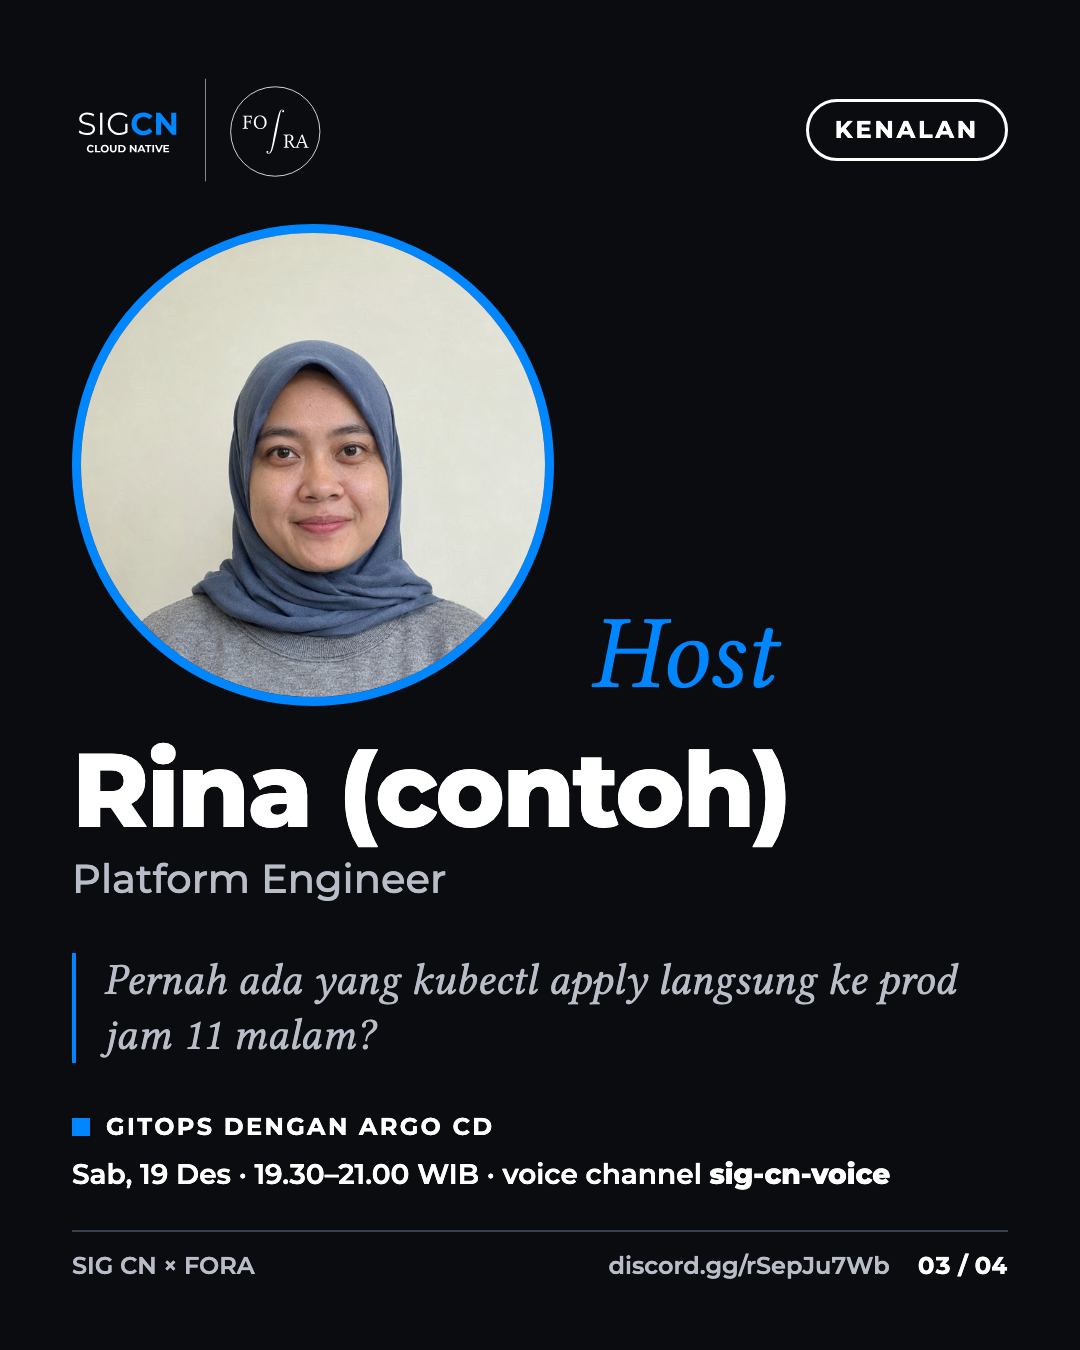 SIGCN
CLOUD NATIVE
FO
RA
KENALAN
Host
Rina (contoh)
Platform Engineer
Pernah ada yang kubectl apply langsung ke prod
jam 11 malam?
GITOPS DENGAN ARGO CD
Sab, 19 Des · 19.30–21.00 WIB · voice channel sig-cn-voice
SIG CN × FORA
discord.gg/rSepJu7Wb 03 / 04